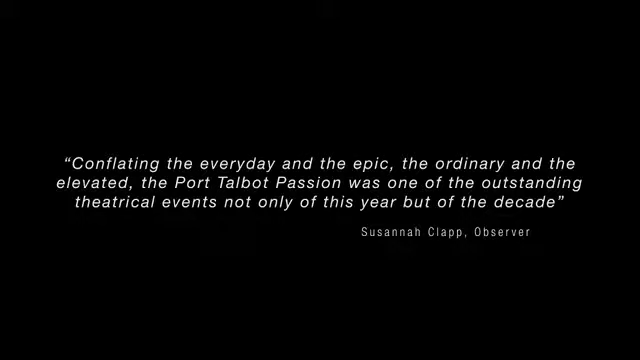 “Conflating the everyday and the epic, the ordinary and the
elevated, the Port Talbot Passion was one of the outstanding
theatrical events not only of this year but of the decade”
Susannah Clapp, Observer